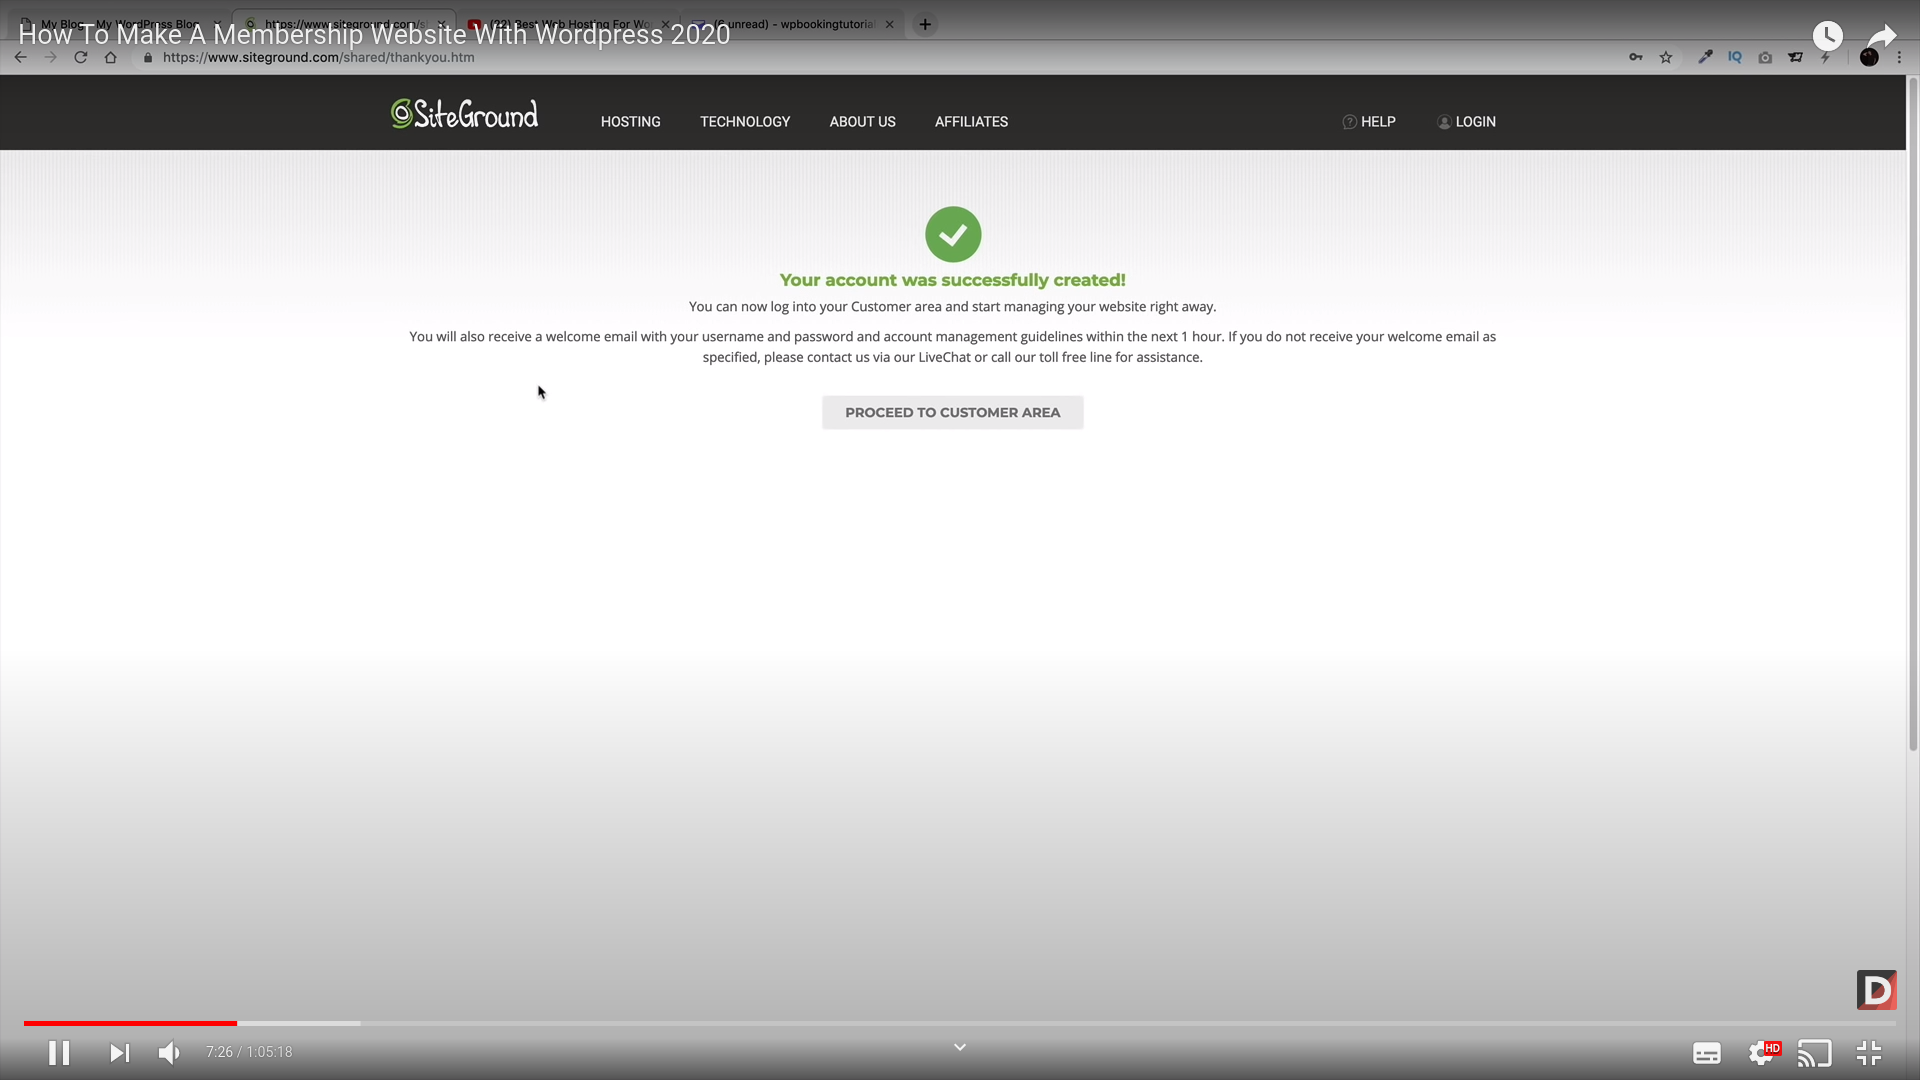 My Blog – My WordPress Blog
https://www.siteground.com/s
(22) Best Web Hosting For Wo
(6 unread) - wpbookingtutoria
How To Make A Membership Website With Wordpress 2020
https://www.siteground.com/shared/thankyou.htm
IQ
SiteGround HOSTING TECHNOLOGY ABOUT US AFFILIATES HELP LOGIN
Your account was successfully created!
You can now log into your Customer area and start managing your website right away.
You will also receive a welcome email with your username and password and account management guidelines within the next 1 hour. If you do not receive your welcome email as
specified, please contact us via our LiveChat or call our toll free line for assistance.
PROCEED TO CUSTOMER AREA
D
7:26 / 1:05:18
HD